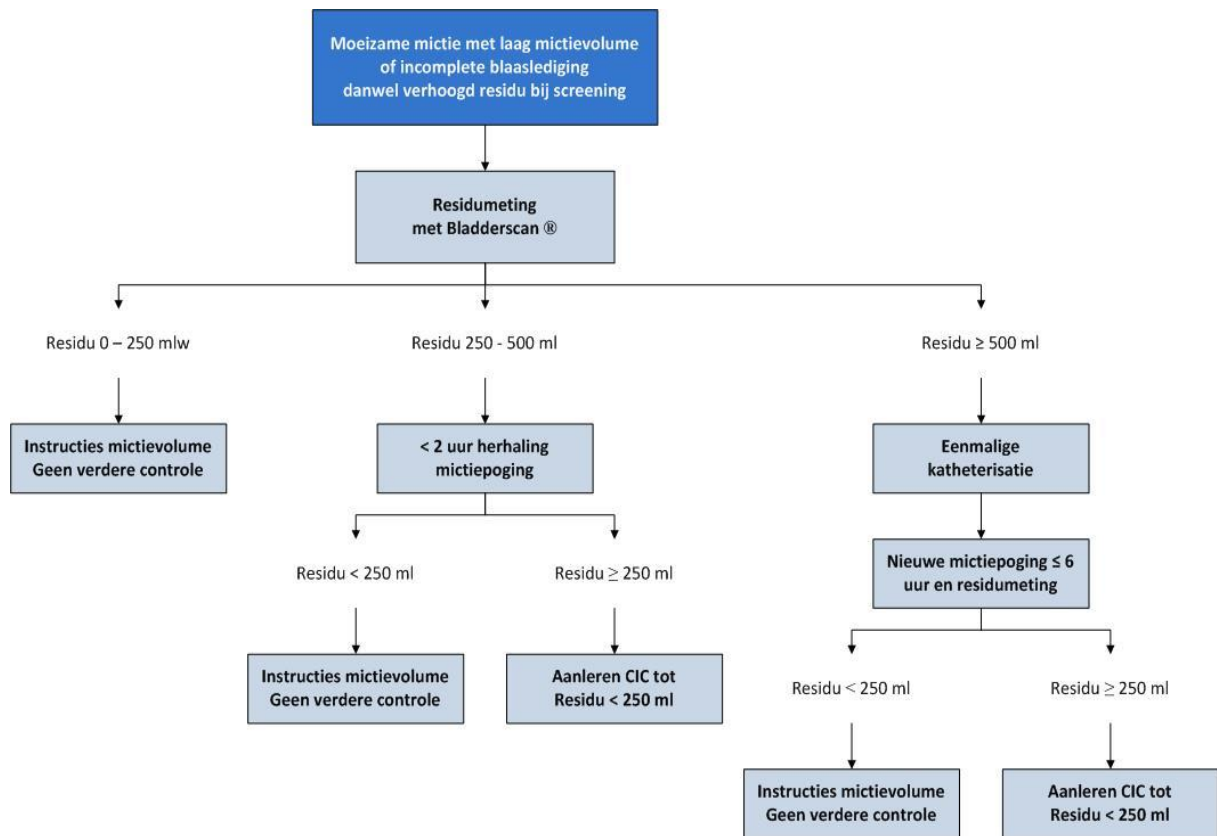 Moeizame mictie met laag mictievolume
of incomplete blaaslediging
danwel verhoogd residu bij screening
Residumeting
met Bladderscan ®
Residu 0 – 250 mlw
Residu 250 - 500 ml
Residu ≥ 500 ml
Instructies mictievolume
Geen verdere controle
< 2 uur herhaling
mictiepoging
Eenmalige
katheterisatie
Residu < 250 ml
Residu ≥ 250 ml
Nieuwe mictiepoging ≤ 6
uur en residumeting
Instructies mictievolume
Geen verdere controle
Aanleren CIC tot
Residu < 250 ml
Residu < 250 ml
Residu ≥ 250 ml
Instructies mictievolume
Geen verdere controle
Aanleren CIC tot
Residu < 250 ml